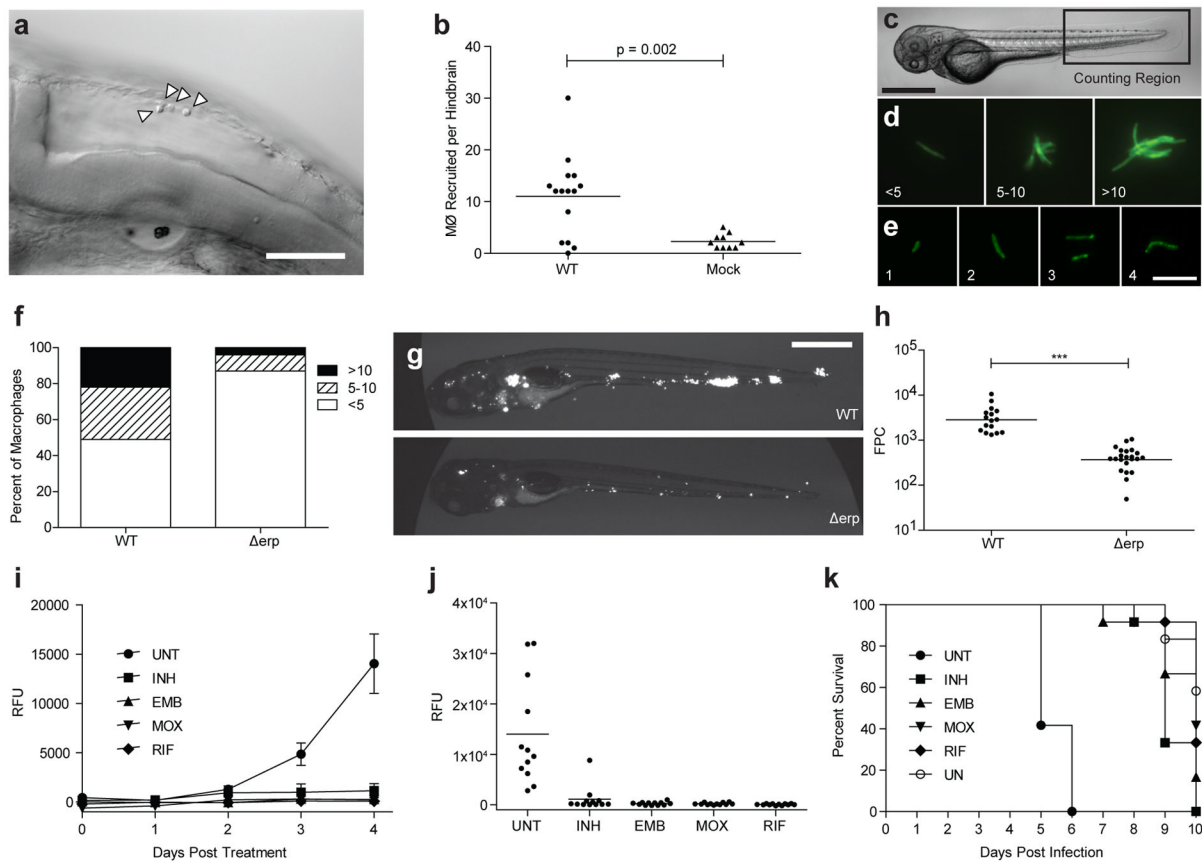 a
b
p = 0.002
MØ Recruited per Hindbrain
40
30
20
10
0
WT
Mock
c
Counting Region
d
<5
5-10
>10
e
1
2
3
4
f
Percent of Macrophages
100
80
60
40
20
0
WT
Δerp
>10
5-10
<5
g
WT
Δerp
h
***
FPC
10⁵
10⁴
10³
10²
10¹
WT
Δerp
i
RFU
20000
15000
10000
5000
0
UNT
INH
EMB
MOX
RIF
0
1
2
3
4
Days Post Treatment
j
RFU
4x10⁴
3x10⁴
2x10⁴
1x10⁴
0
UNT
INH
EMB
MOX
RIF
k
Percent Survival
100
80
60
40
20
0
UNT
INH
EMB
MOX
RIF
UN
0
1
2
3
4
5
6
7
8
9
10
Days Post Infection